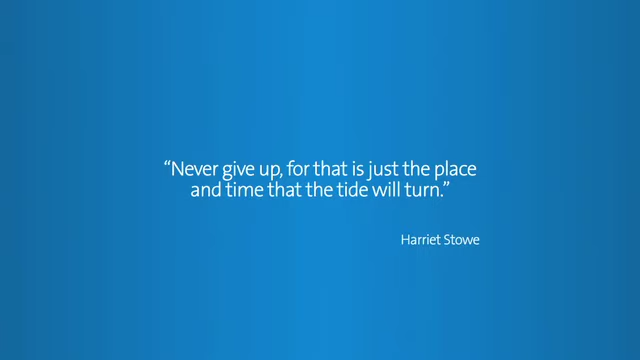 “Never give up, for that is just the place
and time that the tide will turn.”
Harriet Stowe